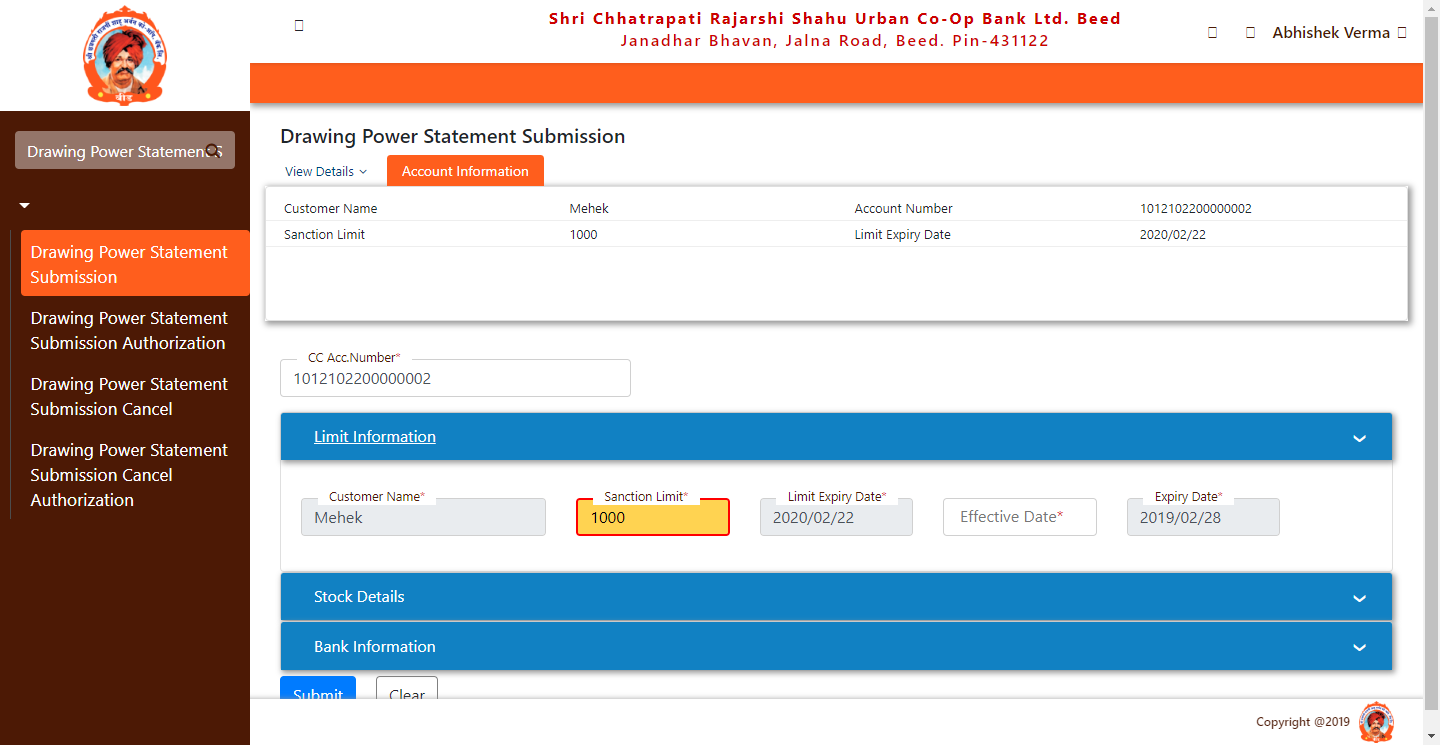 Shri Chhatrapati Rajarshi Shahu Urban Co-Op Bank Ltd. Beed
Janadhar Bhavan, Jalna Road, Beed. Pin-431122
Abhishek Verma
बीड
Drawing Power Statement S
Drawing Power Statement
Submission
Drawing Power Statement
Submission Authorization
Drawing Power Statement
Submission Cancel
Drawing Power Statement
Submission Cancel
Authorization
Drawing Power Statement Submission
View Details
Account Information
Customer Name Mehek Account Number 1012102200000002
Sanction Limit 1000 Limit Expiry Date 2020/02/22
CC Acc.Number*
1012102200000002
Limit Information
Customer Name* Sanction Limit* Limit Expiry Date* Expiry Date*
Mehek 1000 2020/02/22 Effective Date* 2019/02/28
Stock Details
Bank Information
Submit Clear
Copyright @2019